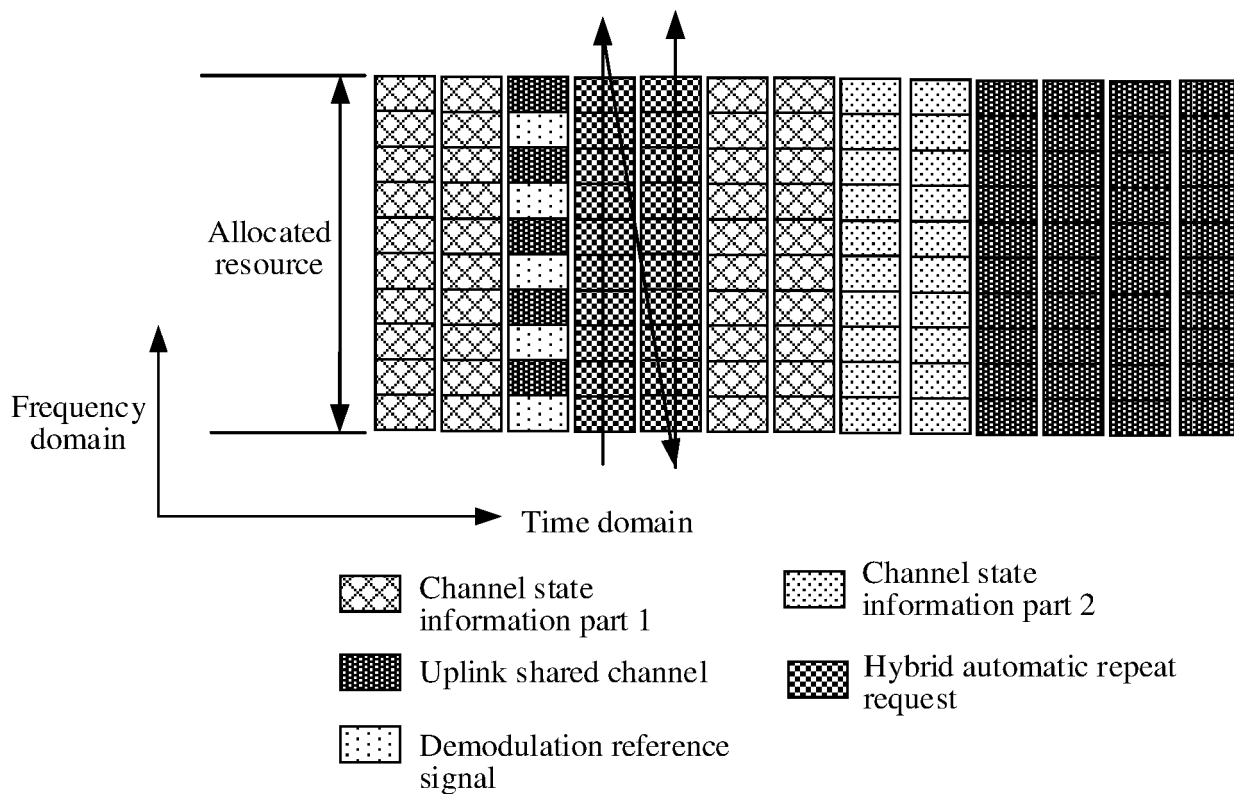 Allocated
resource
Frequency
domain
Time domain
Channel state
information part 1
Channel state
information part 2
Uplink shared channel
Hybrid automatic repeat
request
Demodulation reference
signal